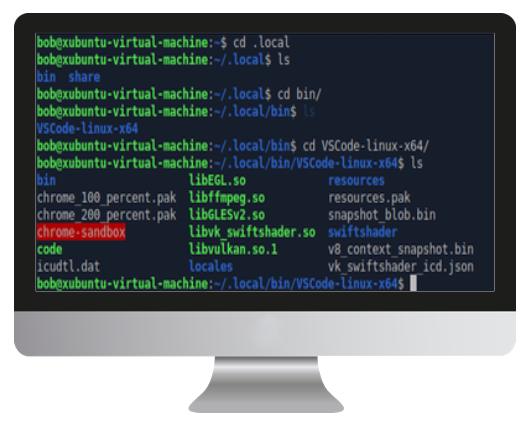 bob@xubuntu-virtual-machine:~$ cd .local
bob@xubuntu-virtual-machine:~/.local$ ls
bin share
bob@xubuntu-virtual-machine:~/.local$ cd bin/
bob@xubuntu-virtual-machine:~/.local/bin$ ls
VSCode-linux-x64
bob@xubuntu-virtual-machine:~/.local/bin$ cd VSCode-linux-x64/
bob@xubuntu-virtual-machine:~/.local/bin/VSCode-linux-x64$ ls
bin libEGL.so resources
chrome_100_percent.pak libffmpeg.so resources.pak
chrome_200_percent.pak libGLESv2.so snapshot_blob.bin
chrome-sandbox libvk_swiftshader.so swiftshader
code libvulkan.so.1 v8_context_snapshot.bin
icudtl.dat locales vk_swiftshader_icd.json
bob@xubuntu-virtual-machine:~/.local/bin/VSCode-linux-x64$